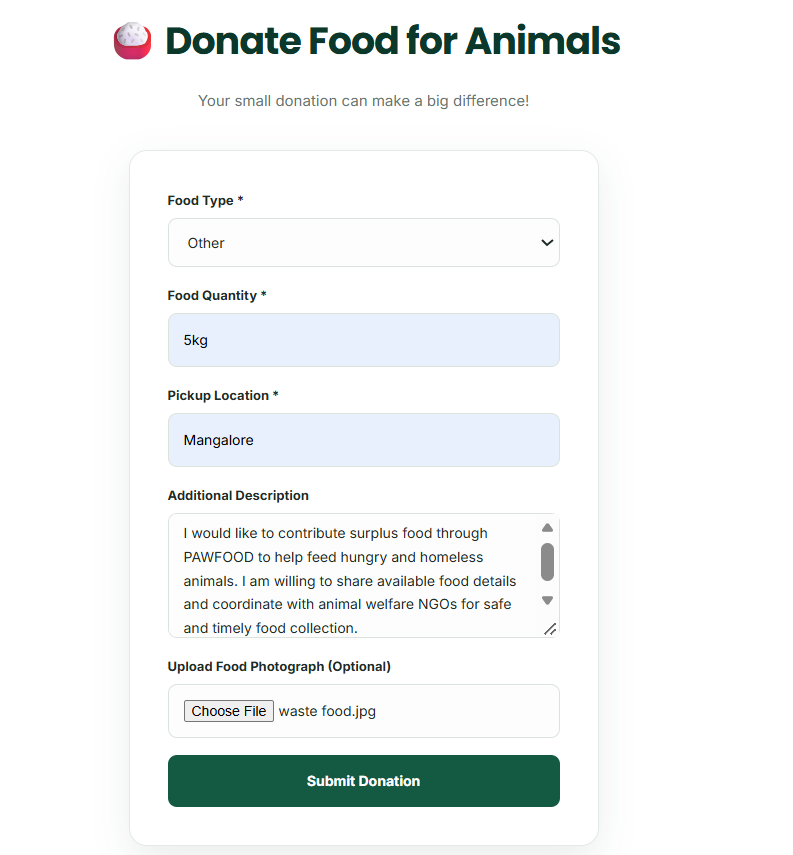 Donate Food for Animals
Your small donation can make a big difference!
Food Type *
Other
Food Quantity *
5kg
Pickup Location *
Mangalore
Additional Description
I would like to contribute surplus food through
PAWFOOD to help feed hungry and homeless
animals. I am willing to share available food details
and coordinate with animal welfare NGOs for safe
and timely food collection.
Upload Food Photograph (Optional)
Choose File waste food.jpg
Submit Donation